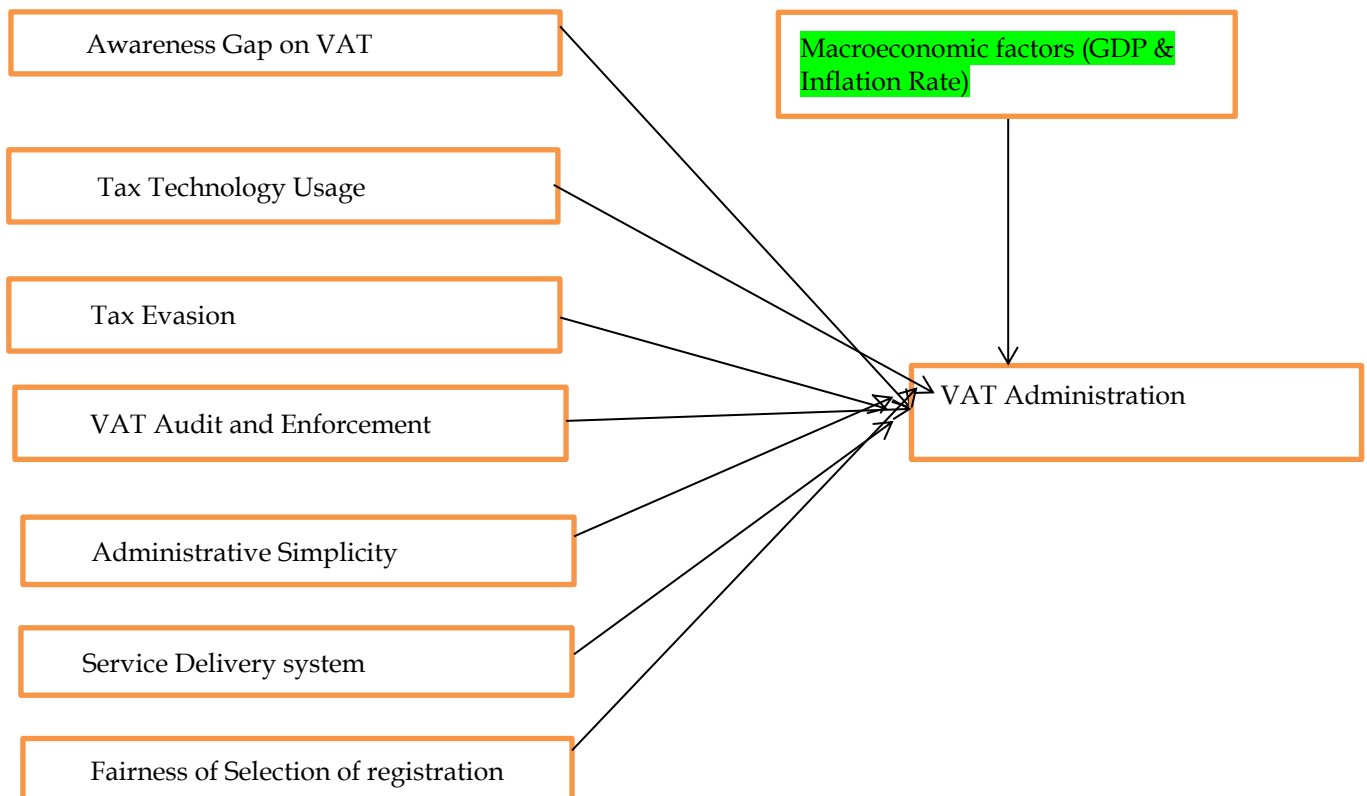 Awareness Gap on VAT
Macroeconomic factors (GDP &
Inflation Rate)
Tax Technology Usage
Tax Evasion
VAT Administration
VAT Audit and Enforcement
Administrative Simplicity
Service Delivery system
Fairness of Selection of registration